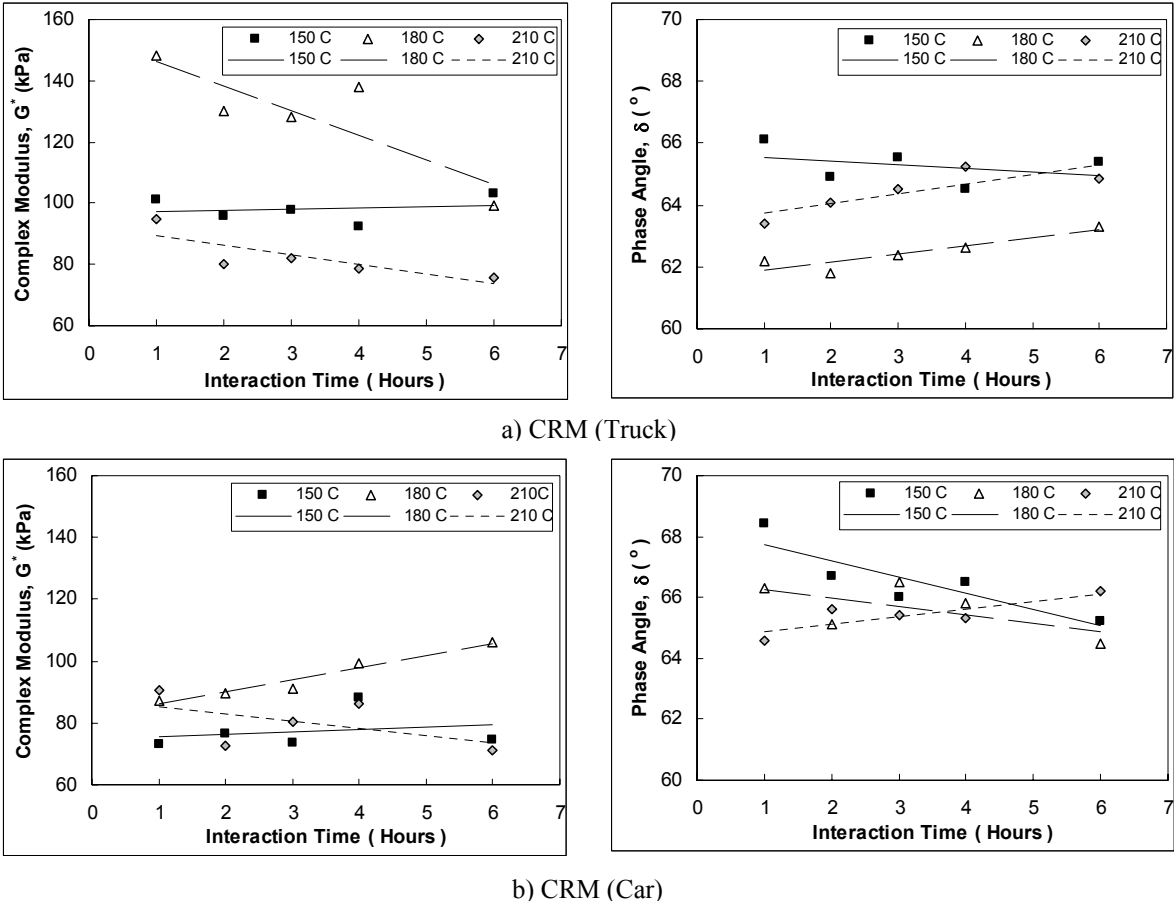 160
140
120
100
80
60
Complex Modulus, G* (kPa)
150 C 180 C 210 C
150 C 180 C 210 C
0 1 2 3 4 5 6 7
Interaction Time ( Hours )
70
68
66
64
62
60
Phase Angle, δ ( ° )
150 C 180 C 210 C
150 C 180 C 210 C
0 1 2 3 4 5 6 7
Interaction Time ( Hours )
a) CRM (Truck)
160
140
120
100
80
60
Complex Modulus, G* (kPa)
150 C 180 C 210C
150 C 180 C 210 C
0 1 2 3 4 5 6 7
Interaction Time ( Hours )
70
68
66
64
62
60
Phase Angle, δ ( ° )
150 C 180 C 210 C
150 C 180 C 210 C
0 1 2 3 4 5 6 7
Interaction Time ( Hours )
b) CRM (Car)